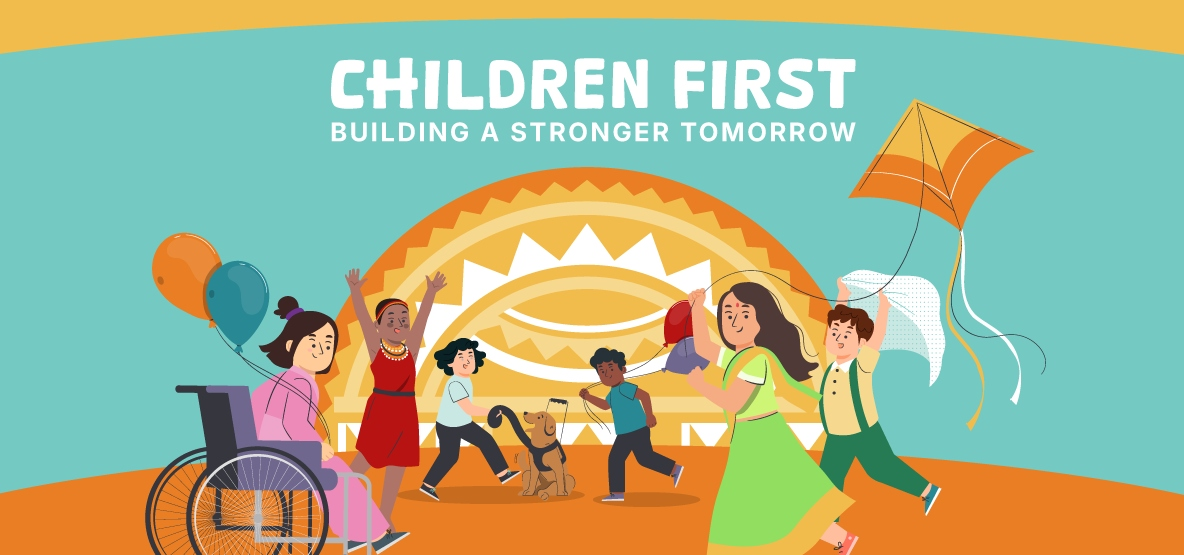 CHILDREN FIRST
BUILDING A STRONGER TOMORROW